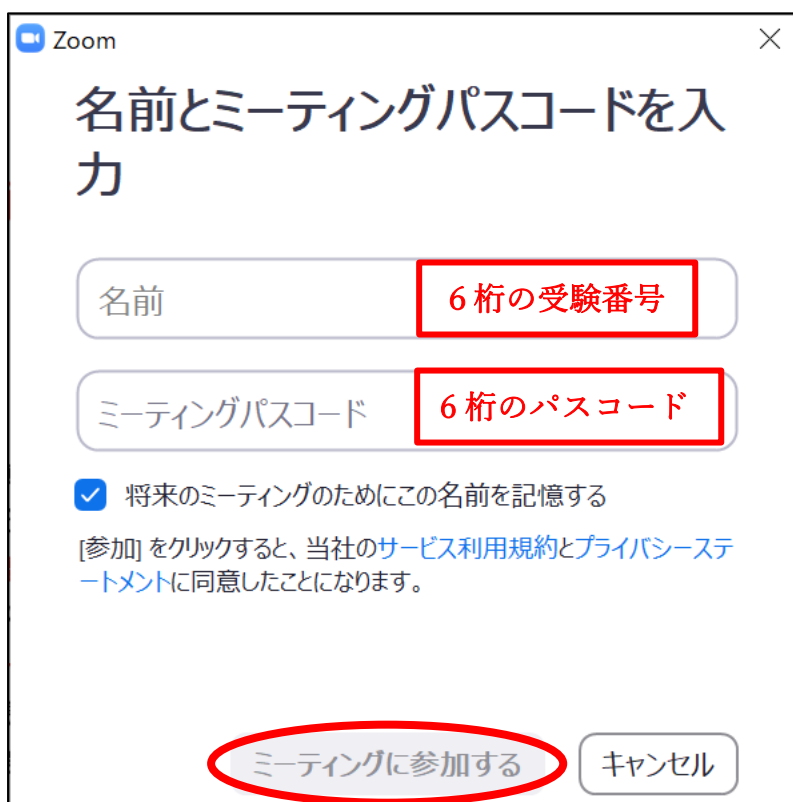 Zoom
名前とミーティングパスコードを入
力
名前 6桁の受験番号
ミーティングパスコード 6桁のパスコード
将来のミーティングのためにこの名前を記憶する
[参加] をクリックすると、当社のサービス利用規約とプライバシーステ
ートメントに同意したことになります。
ミーティングに参加する キャンセル